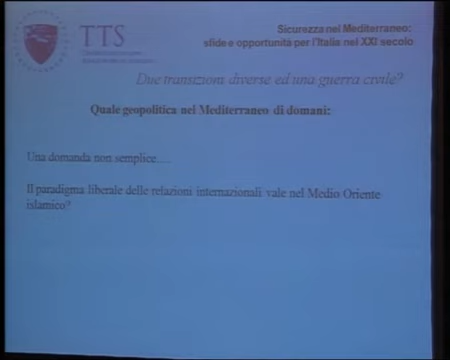 TTS
Sicurezza nel Mediterraneo:
sfide e opportunità per l'Italia nel XXI secolo
Due transizioni diverse ed una guerra civile?
Quale geopolitica nel Mediterraneo di domani:
Una domanda non semplice....
Il paradigma liberale delle relazioni internazionali vale nel Medio Oriente
islamico?